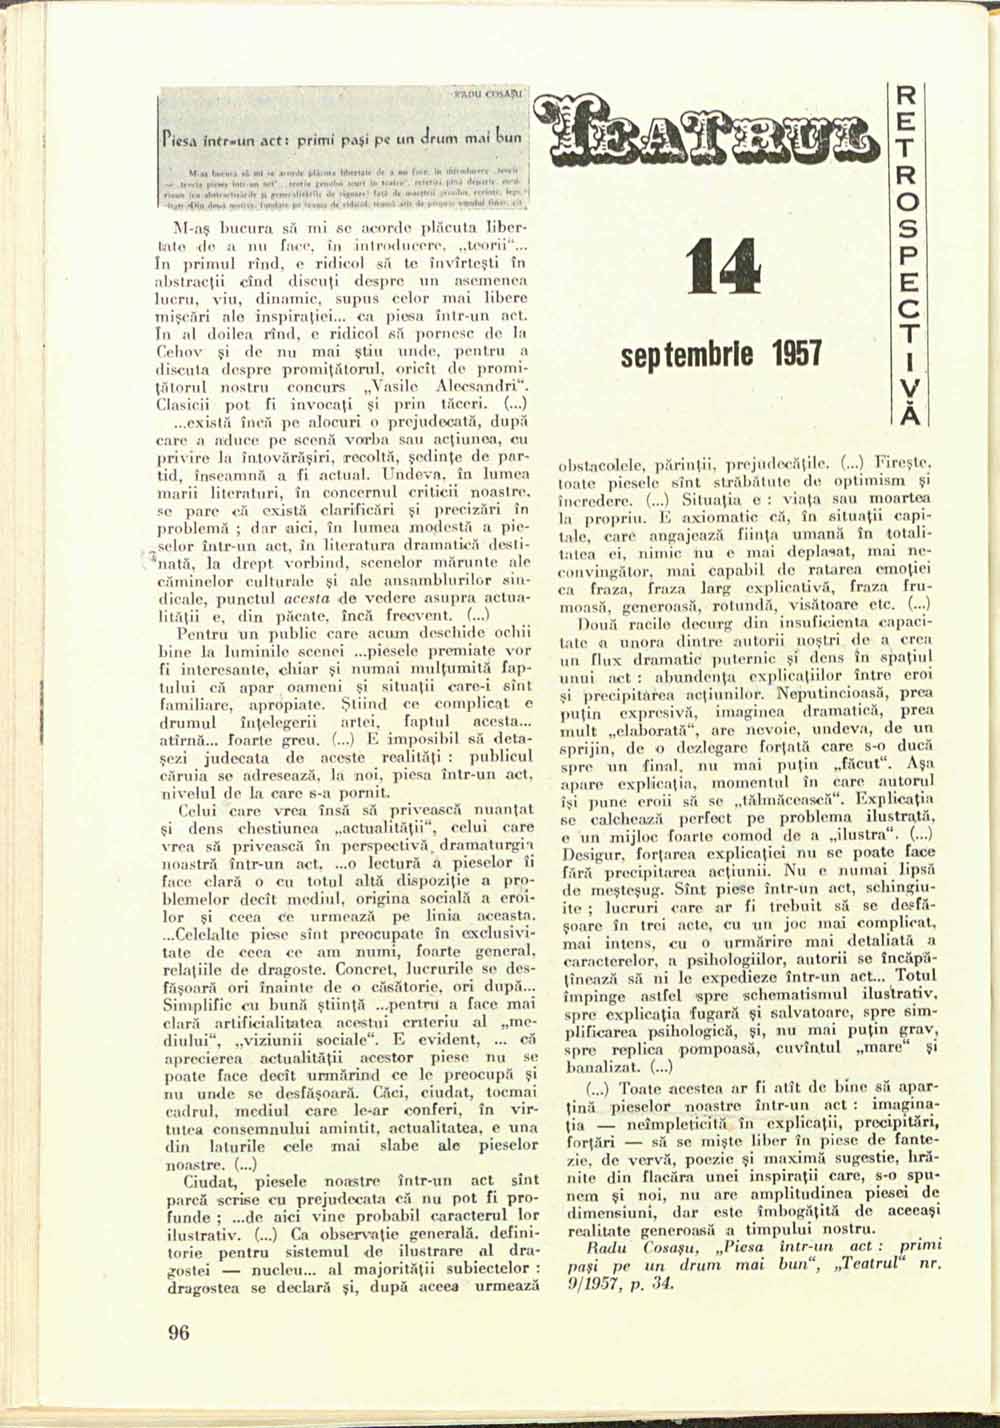 RADU COSAȘU
Piesa într-un act: primi pași pe un drum mai bun
M-aș bucura să mi se acorde plăcuta libertate de a nu face, în introducere, „teorii"
TEATRUL
RETROSPECTIVĂ
14
septembrie 1957
M-aș bucura să mi se acorde plăcuta liber-
tate de a nu face, în introducere, „teorii"...
In primul rînd, e ridicol să te învîrtești în
abstracții cînd discuți despre un asemenea
lucru, viu, dinamic, supus celor mai libere
mișcări ale inspirației... ca piesa într-un act.
In al doilea rînd, e ridicol să pornesc de la
Cehov și de nu mai știu unde, pentru a
discuta despre promițătorul, oricît de promi-
țătorul nostru concurs „Vasile Alecsandri".
Clasicii pot fi invocați și prin tăceri. (...)
...există încă pe alocuri o prejudecată, după
care a aduce pe scenă vorba sau acțiunea, cu
privire la întovărășiri, recoltă, ședințe de par-
tid, înseamnă a fi actual. Undeva, în lumea
marii literaturi, în concernul criticii noastre,
se pare că există clarificări și precizări în
problemă ; dar aici, în lumea modestă a pie-
selor într-un act, în literatura dramatică desti-
nată, la drept vorbind, scenelor mărunte ale
căminelor culturale și ale ansamblurilor sin-
dicale, punctul acesta de vedere asupra actua-
lității e, din păcate, încă frecvent. (...)
Pentru un public care acum deschide ochii
bine la luminile scenei ...piesele premiate vor
fi interesante, chiar și numai mulțumită fap-
tului că apar oameni și situații care-i sînt
familiare, apropiate. Știind ce complicat e
drumul înțelegerii artei, faptul acesta...
atîrnă... foarte greu. (...) E imposibil să deta-
șezi judecata de aceste realități : publicul
căruia se adresează, la noi, piesa într-un act,
nivelul de la care s-a pornit.
Celui care vrea însă să privească nuanțat
și dens chestiunea „actualității", celui care
vrea să privească în perspectivă dramaturgia
noastră într-un act, ...o lectură a pieselor îi
face clară o cu totul altă dispoziție a pro-
blemelor decît mediul, origina socială a eroi-
lor și ceea ce urmează pe linia aceasta.
...Celelalte piese sînt preocupate în exclusivi-
tate de ceea ce am numi, foarte general,
relațiile de dragoste. Concret, lucrurile se des-
fășoară ori înainte de o căsătorie, ori după...
Simplific cu bună știință ...pentru a face mai
clară artificialitatea acestui criteriu al „me-
diului", „viziunii sociale". E evident, ... că
aprecierea actualității acestor piese nu se
poate face decît urmărind ce le preocupă și
nu unde se desfășoară. Căci, ciudat, tocmai
cadrul, mediul care le-ar conferi, în vir-
tutea consemnului amintit, actualitatea, e una
din laturile cele mai slabe ale pieselor
noastre. (...)
Ciudat, piesele noastre într-un act sînt
parcă scrise cu prejudecata că nu pot fi pro-
funde ; ...de aici vine probabil caracterul lor
ilustrativ. (...) Ca observație generală, defini-
torie pentru sistemul de ilustrare al dra-
gostei — nucleu... al majorității subiectelor :
dragostea se declară și, după aceea urmează
obstacolele, părinții, prejudecățile. (...) Firește,
toate piesele sînt străbătute de optimism și
încredere. (...) Situația e : viața sau moartea
la propriu. E axiomatic că, în situații capi-
tale, care angajează ființa umană în totali-
tatea ei, nimic nu e mai deplasat, mai ne-
convingător, mai capabil de ratarea emoției
ca fraza, fraza larg explicativă, fraza fru-
moasă, generoasă, rotundă, visătoare etc. (...)
Două racile decurg din insuficienta capaci-
tate a unora dintre autorii noștri de a crea
un flux dramatic puternic și dens în spațiul
unui act : abundența explicațiilor între eroi
și precipitarea acțiunilor. Neputincioasă, prea
puțin expresivă, imaginea dramatică, prea
mult „elaborată", are nevoie, undeva, de un
sprijin, de o dezlegare forțată care s-o ducă
spre un final, nu mai puțin „făcut". Așa
apare explicația, momentul în care autorul
își pune eroii să se „tălmăcească". Explicația
se calchează perfect pe problema ilustrată,
e un mijloc foarte comod de a „ilustra". (...)
Desigur, forțarea explicației nu se poate face
fără precipitarea acțiunii. Nu e numai lipsă
de meșteșug. Sînt piese într-un act, schingiu-
ite ; lucruri care ar fi trebuit să se desfă-
șoare în trei acte, cu un joc mai complicat,
mai intens, cu o urmărire mai detaliată a
caracterelor, a psihologiilor, autorii se încăpă-
țînează să ni le expedieze într-un act... Totul
împinge astfel spre schematismul ilustrativ,
spre explicația fugară și salvatoare, spre sim-
plificarea psihologică, și, nu mai puțin grav,
spre replica pompoasă, cuvîntul „mare" și
banalizat. (...)
(...) Toate acestea ar fi atît de bine să apar-
țină pieselor noastre într-un act : imagina-
ția — neîmpleticită în explicații, precipitări,
forțări — să se miște liber în piese de fante-
zie, de vervă, poezie și maximă sugestie, hră-
nite din flacăra unei inspirații care, s-o spu-
nem și noi, nu are amplitudinea piesei de
dimensiuni, dar este îmbogățită de aceeași
realitate generoasă a timpului nostru.
Radu Cosașu, „Piesa într-un act : primi
pași pe un drum mai bun", „Teatrul" nr.
9/1957, p. 34.
96